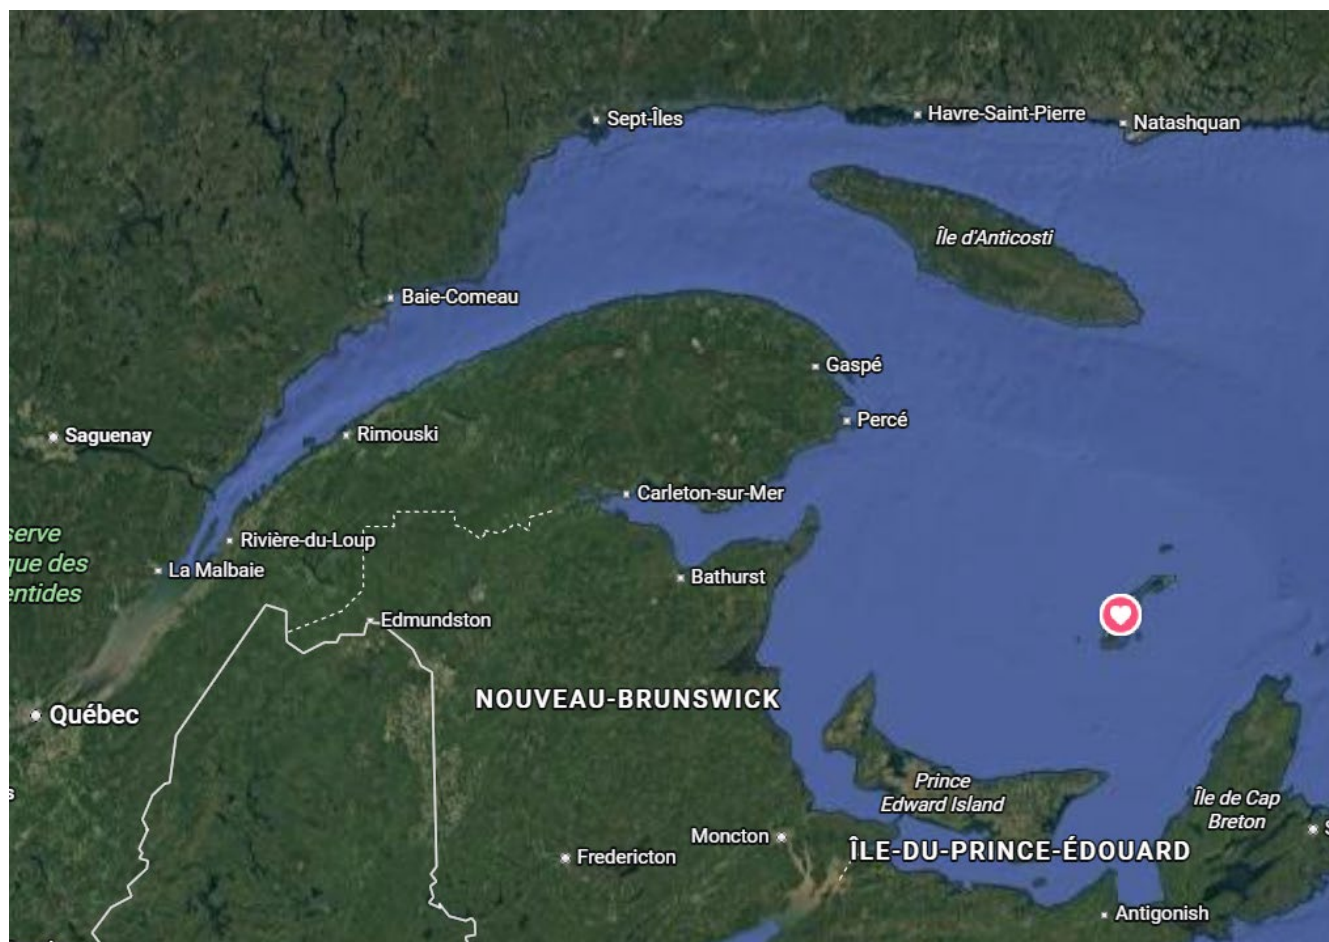 Sept-Îles
Havre-Saint-Pierre
Natashquan
Île d'Anticosti
Baie-Comeau
Gaspé
Percé
Saguenay
Rimouski
Carleton-sur-Mer
Rivière-du-Loup
La Malbaie
Bathurst
Edmundston
NOUVEAU-BRUNSWICK
Québec
Prince
Edward Island
Île de Cap
Breton
Moncton
ÎLE-DU-PRINCE-ÉDOUARD
Fredericton
Antigonish